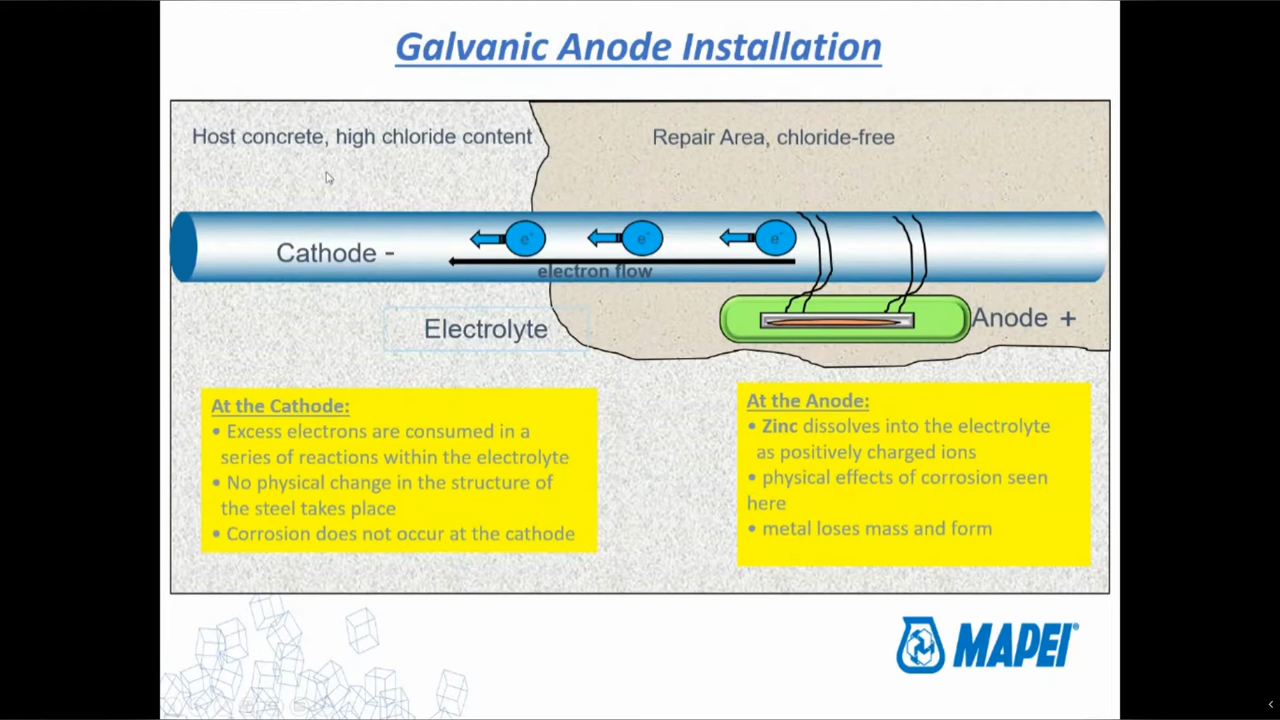 Galvanic Anode Installation
Host concrete, high chloride content
Repair Area, chloride-free
e⁻ e⁻ e⁻
Cathode -
electron flow
Electrolyte
Anode +
At the Cathode:
• Excess electrons are consumed in a
series of reactions within the electrolyte
• No physical change in the structure of
the steel takes place
• Corrosion does not occur at the cathode
At the Anode:
• Zinc dissolves into the electrolyte
as positively charged ions
• physical effects of corrosion seen
here
• metal loses mass and form
MAPEI®